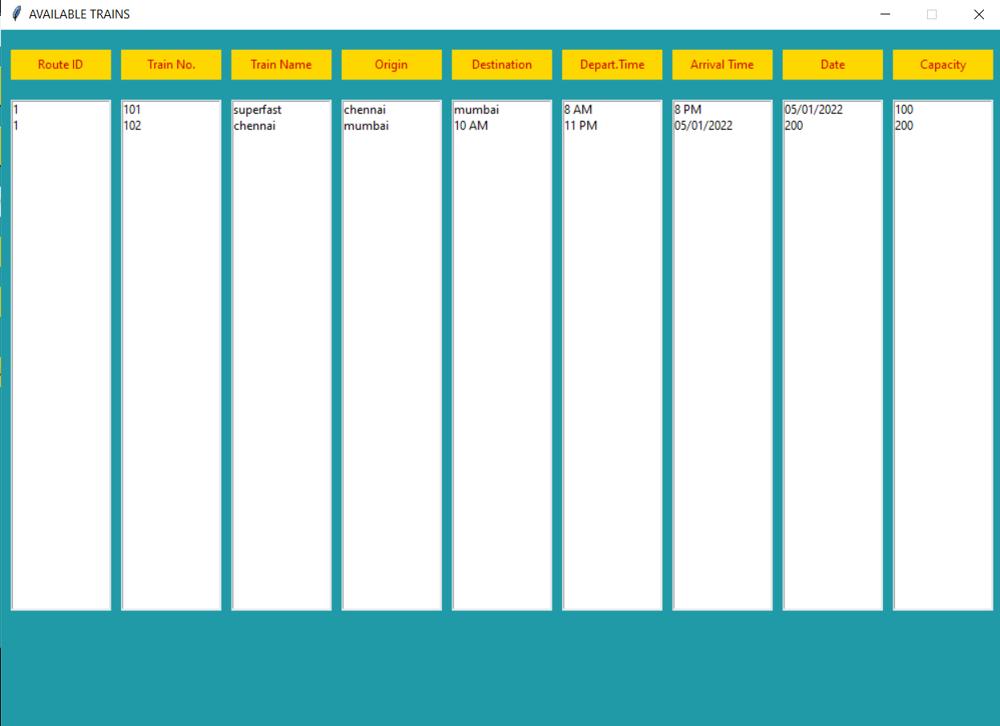 AVAILABLE TRAINS
Route ID Train No. Train Name Origin Destination Depart.Time Arrival Time Date Capacity
1 101 superfast chennai mumbai 8 AM 8 PM 05/01/2022 100
1 102 chennai mumbai 10 AM 11 PM 05/01/2022 200 200